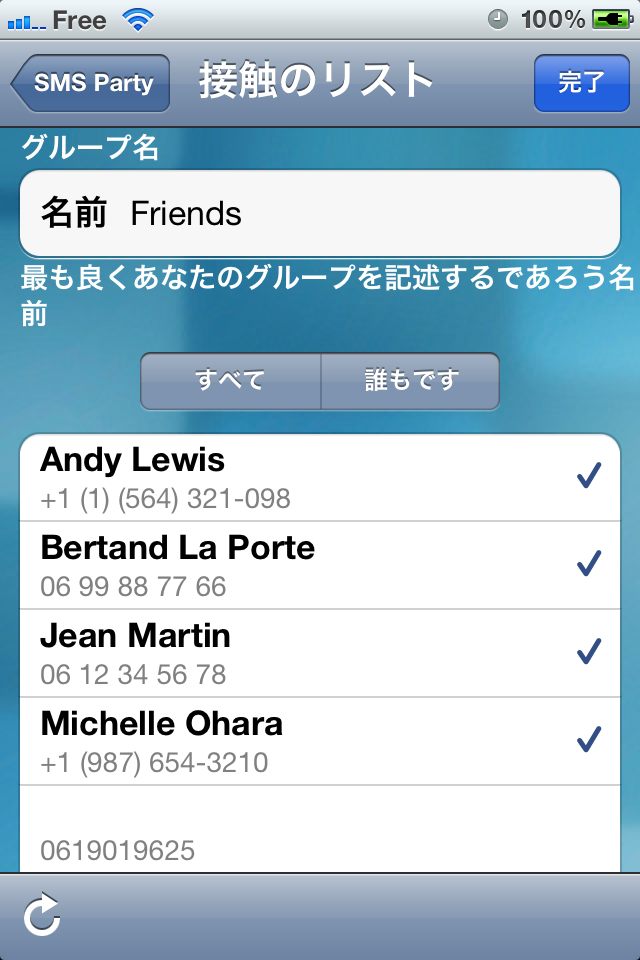 Free 100%
SMS Party 接触のリスト 完了
グループ名
名前 Friends
最も良くあなたのグループを記述するであろう名
前
すべて 誰もです
Andy Lewis
+1 (1) (564) 321-098
Bertand La Porte
06 99 88 77 66
Jean Martin
06 12 34 56 78
Michelle Ohara
+1 (987) 654-3210
0619019625